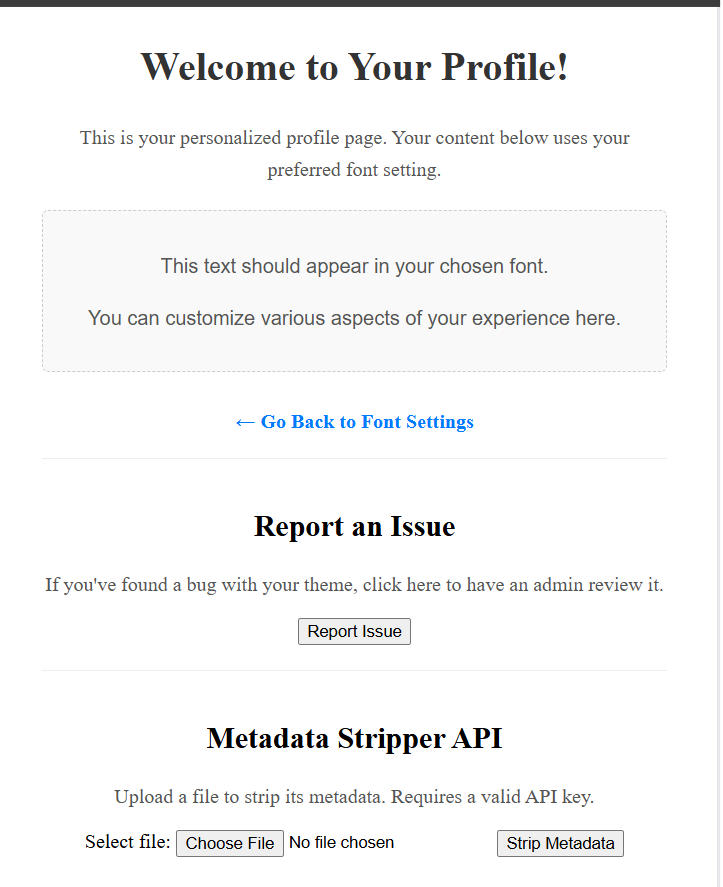 Welcome to Your Profile!
This is your personalized profile page. Your content below uses your
preferred font setting.
This text should appear in your chosen font.
You can customize various aspects of your experience here.
← Go Back to Font Settings
Report an Issue
If you've found a bug with your theme, click here to have an admin review it.
Report Issue
Metadata Stripper API
Upload a file to strip its metadata. Requires a valid API key.
Select file: Choose File No file chosen Strip Metadata